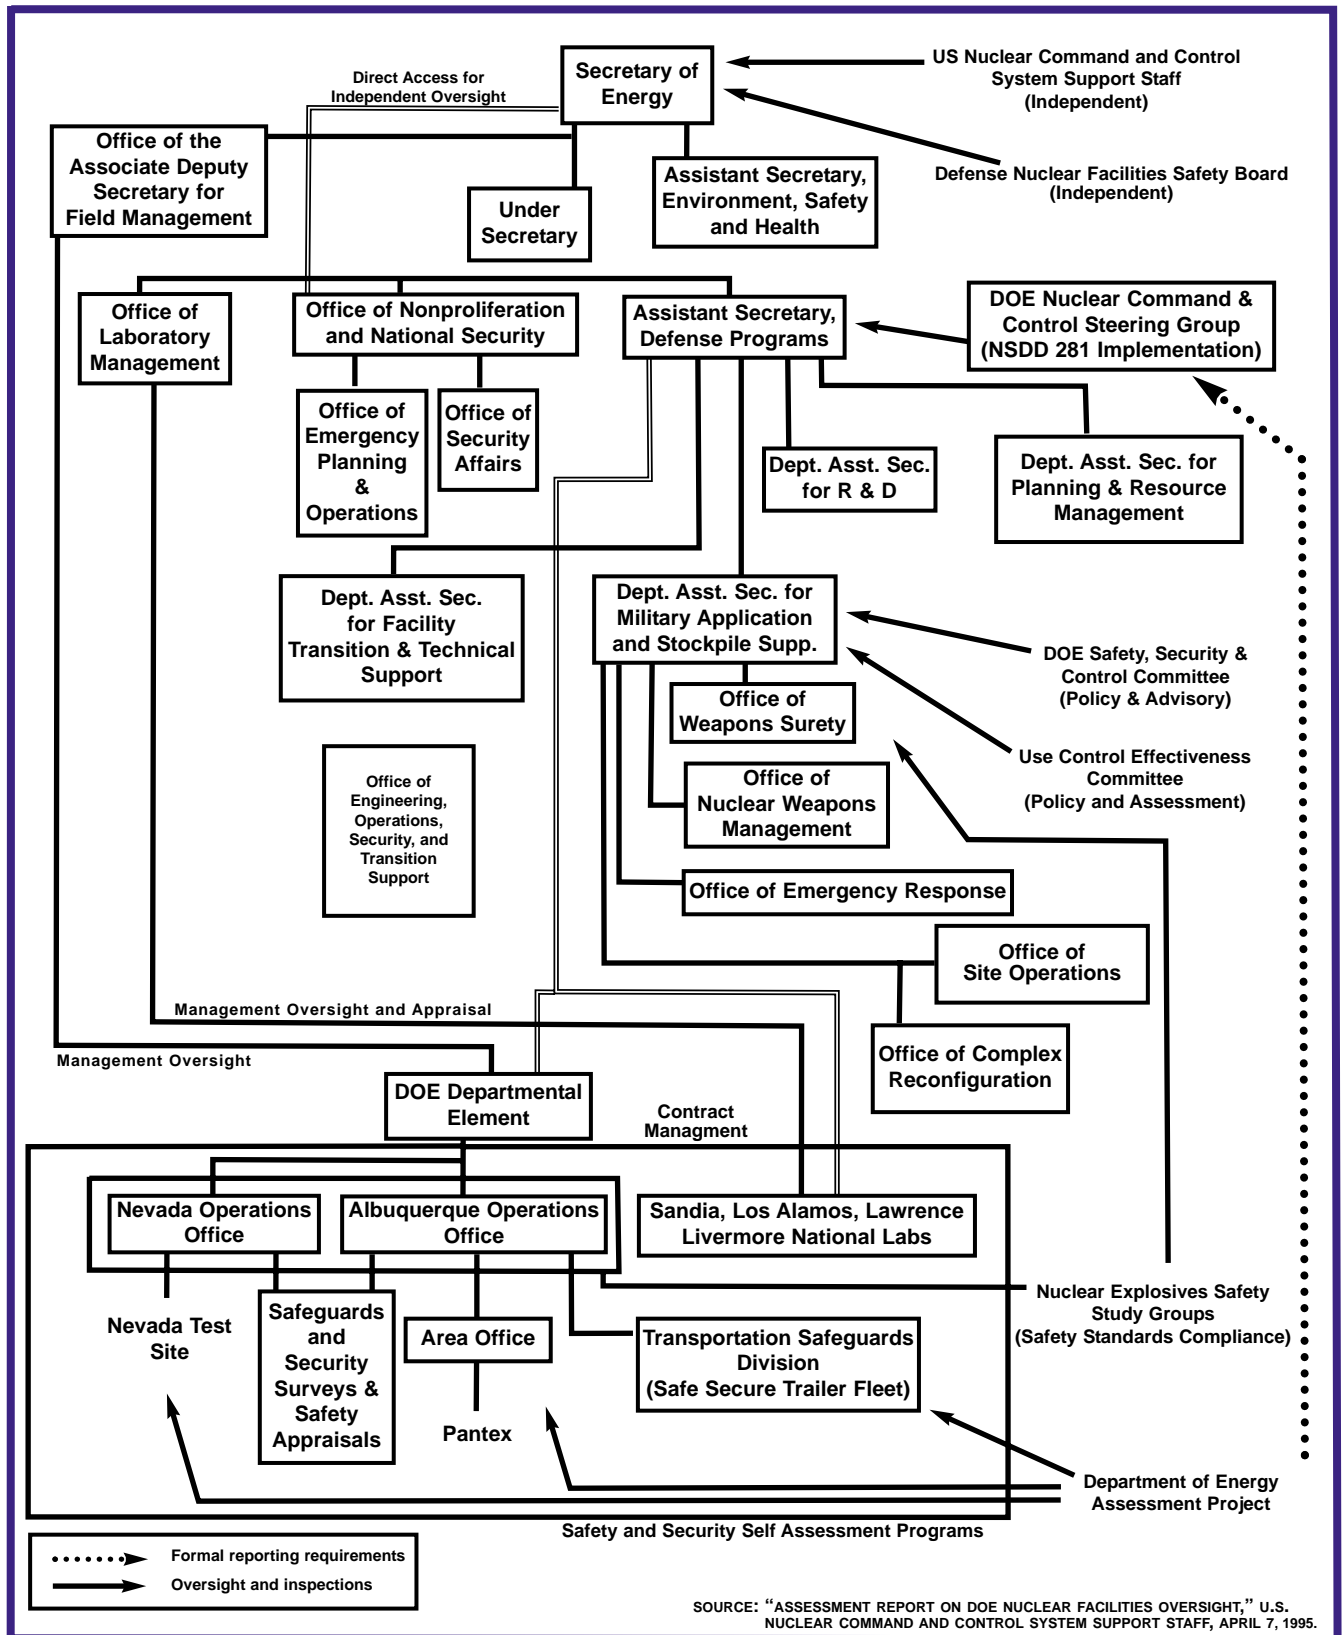 Secretary of
Energy
US Nuclear Command and Control
System Support Staff
(Independent)
Direct Access for
Independent Oversight
Office of the
Associate Deputy
Secretary for
Field Management
Under
Secretary
Assistant Secretary,
Environment, Safety
and Health
Defense Nuclear Facilities Safety Board
(Independent)
Office of
Laboratory
Management
Office of Nonproliferation
and National Security
Assistant Secretary,
Defense Programs
DOE Nuclear Command &
Control Steering Group
(NSDD 281 Implementation)
Office of
Emergency
Planning
&
Operations
Office of
Security
Affairs
Dept. Asst. Sec.
for R & D
Dept. Asst. Sec. for
Planning & Resource
Management
Dept. Asst. Sec.
for Facility
Transition & Technical
Support
Dept. Asst. Sec. for
Military Application
and Stockpile Supp.
DOE Safety, Security &
Control Committee
(Policy & Advisory)
Office of
Weapons Surety
Use Control Effectiveness
Committee
(Policy and Assessment)
Office of
Engineering,
Operations,
Security, and
Transition
Support
Office of
Nuclear Weapons
Management
Office of Emergency Response
Office of
Site Operations
Management Oversight and Appraisal
Management Oversight
Office of Complex
Reconfiguration
DOE Departmental
Element
Contract
Managment
Nevada Operations
Office
Albuquerque Operations
Office
Sandia, Los Alamos, Lawrence
Livermore National Labs
Nevada Test
Site
Safeguards
and
Security
Surveys &
Safety
Appraisals
Area Office
Pantex
Transportation Safeguards
Division
(Safe Secure Trailer Fleet)
Nuclear Explosives Safety
Study Groups
(Safety Standards Compliance)
Department of Energy
Assessment Project
Safety and Security Self Assessment Programs
Formal reporting requirements
Oversight and inspections
SOURCE: "ASSESSMENT REPORT ON DOE NUCLEAR FACILITIES OVERSIGHT," U.S.
NUCLEAR COMMAND AND CONTROL SYSTEM SUPPORT STAFF, APRIL 7, 1995.